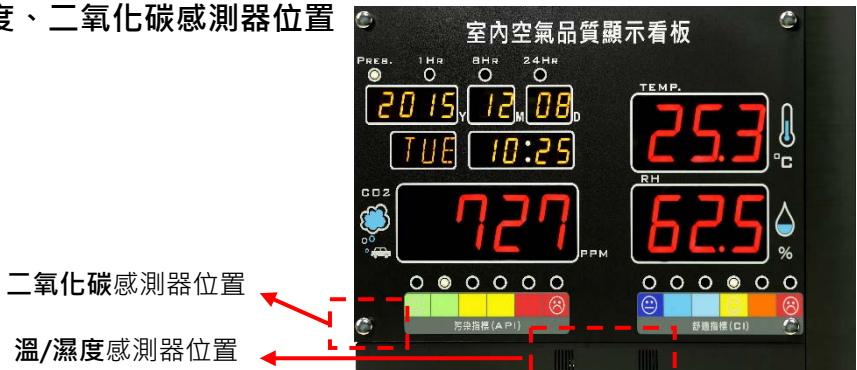 度、二氧化碳感測器位置
室內空氣品質顯示看板
PRES. 1HR 8HR 24HR
2015Y 12M 08D
TUE 10:25
TEMP.
25.3 °C
RH
62.5 %
CO2
727 PPM
污染指標(API)
舒適指標(CI)
二氧化碳感測器位置
溫/濕度感測器位置